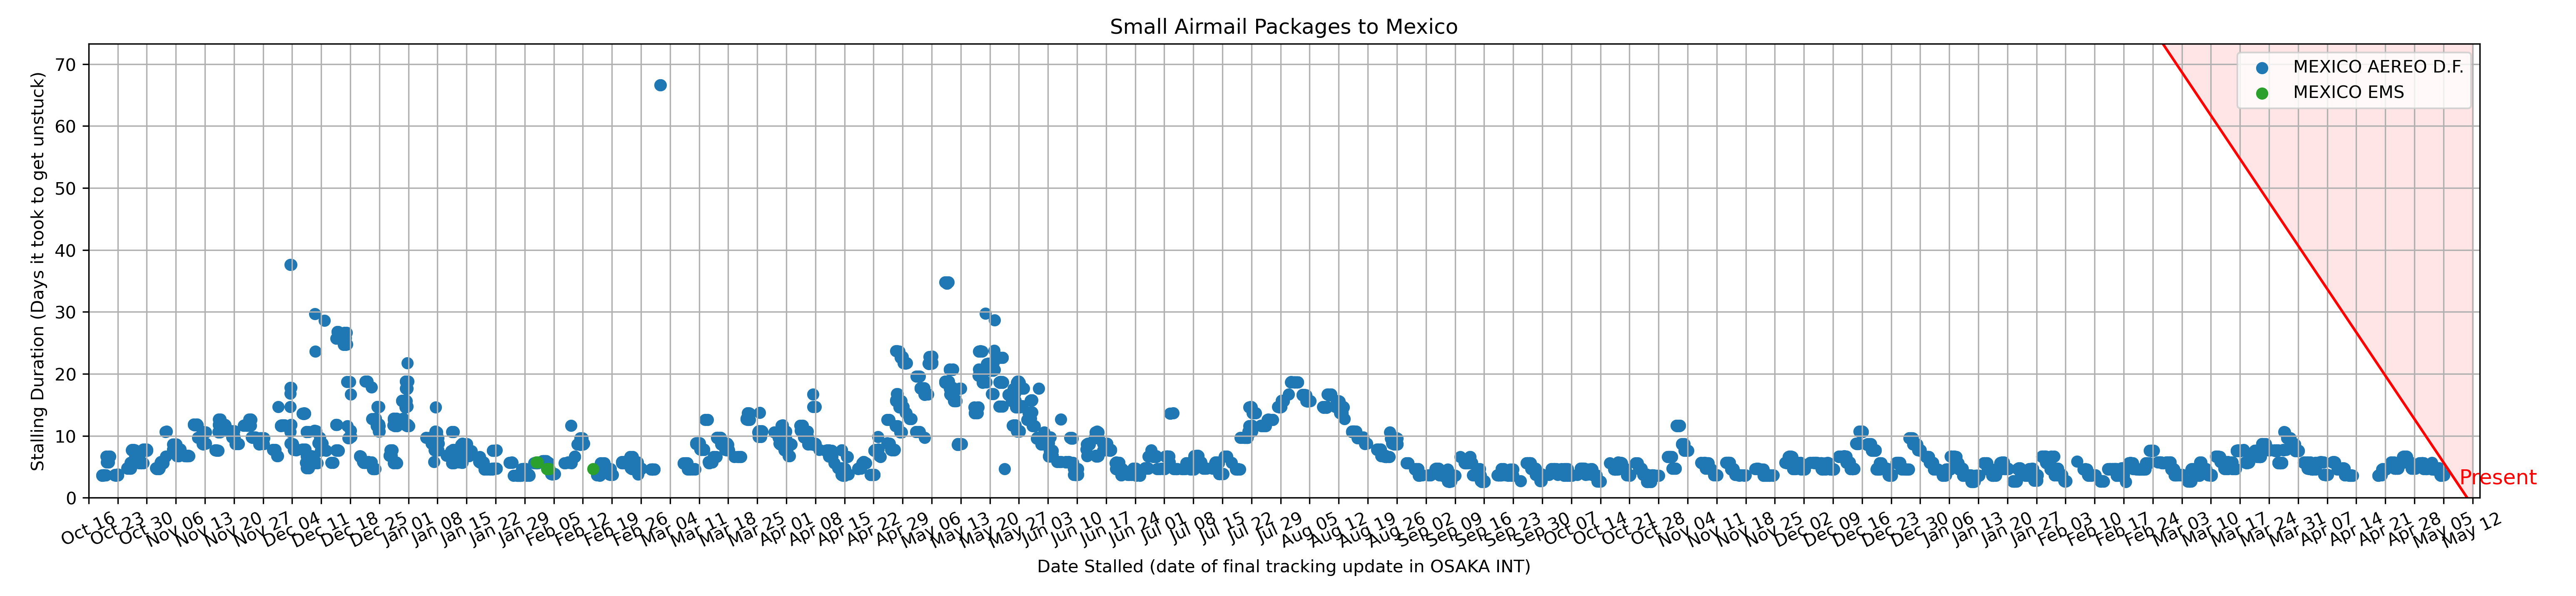 Small Airmail Packages to Mexico
Stalling Duration (Days it took to get unstuck)
70
60
50
40
30
20
10
0
MEXICO AEREO D.F.
MEXICO EMS
Present
Oct 16
Oct 23
Oct 30
Nov 06
Nov 13
Nov 20
Nov 27
Dec 04
Dec 11
Dec 18
Dec 25
Jan 01
Jan 08
Jan 15
Jan 22
Jan 29
Feb 05
Feb 12
Feb 19
Feb 26
Mar 04
Mar 11
Mar 18
Mar 25
Apr 01
Apr 08
Apr 15
Apr 22
Apr 29
May 06
May 13
May 20
May 27
Jun 03
Jun 10
Jun 17
Jun 24
Jul 01
Jul 08
Jul 15
Jul 22
Jul 29
Aug 05
Aug 12
Aug 19
Aug 26
Sep 02
Sep 09
Sep 16
Sep 23
Sep 30
Oct 07
Oct 14
Oct 21
Oct 28
Nov 04
Nov 11
Nov 18
Nov 25
Dec 02
Dec 09
Dec 16
Dec 23
Dec 30
Jan 06
Jan 13
Jan 20
Jan 27
Feb 03
Feb 10
Feb 17
Feb 24
Mar 03
Mar 10
Mar 17
Mar 24
Mar 31
Apr 07
Apr 14
Apr 21
Apr 28
May 05
May 12
Date Stalled (date of final tracking update in OSAKA INT)